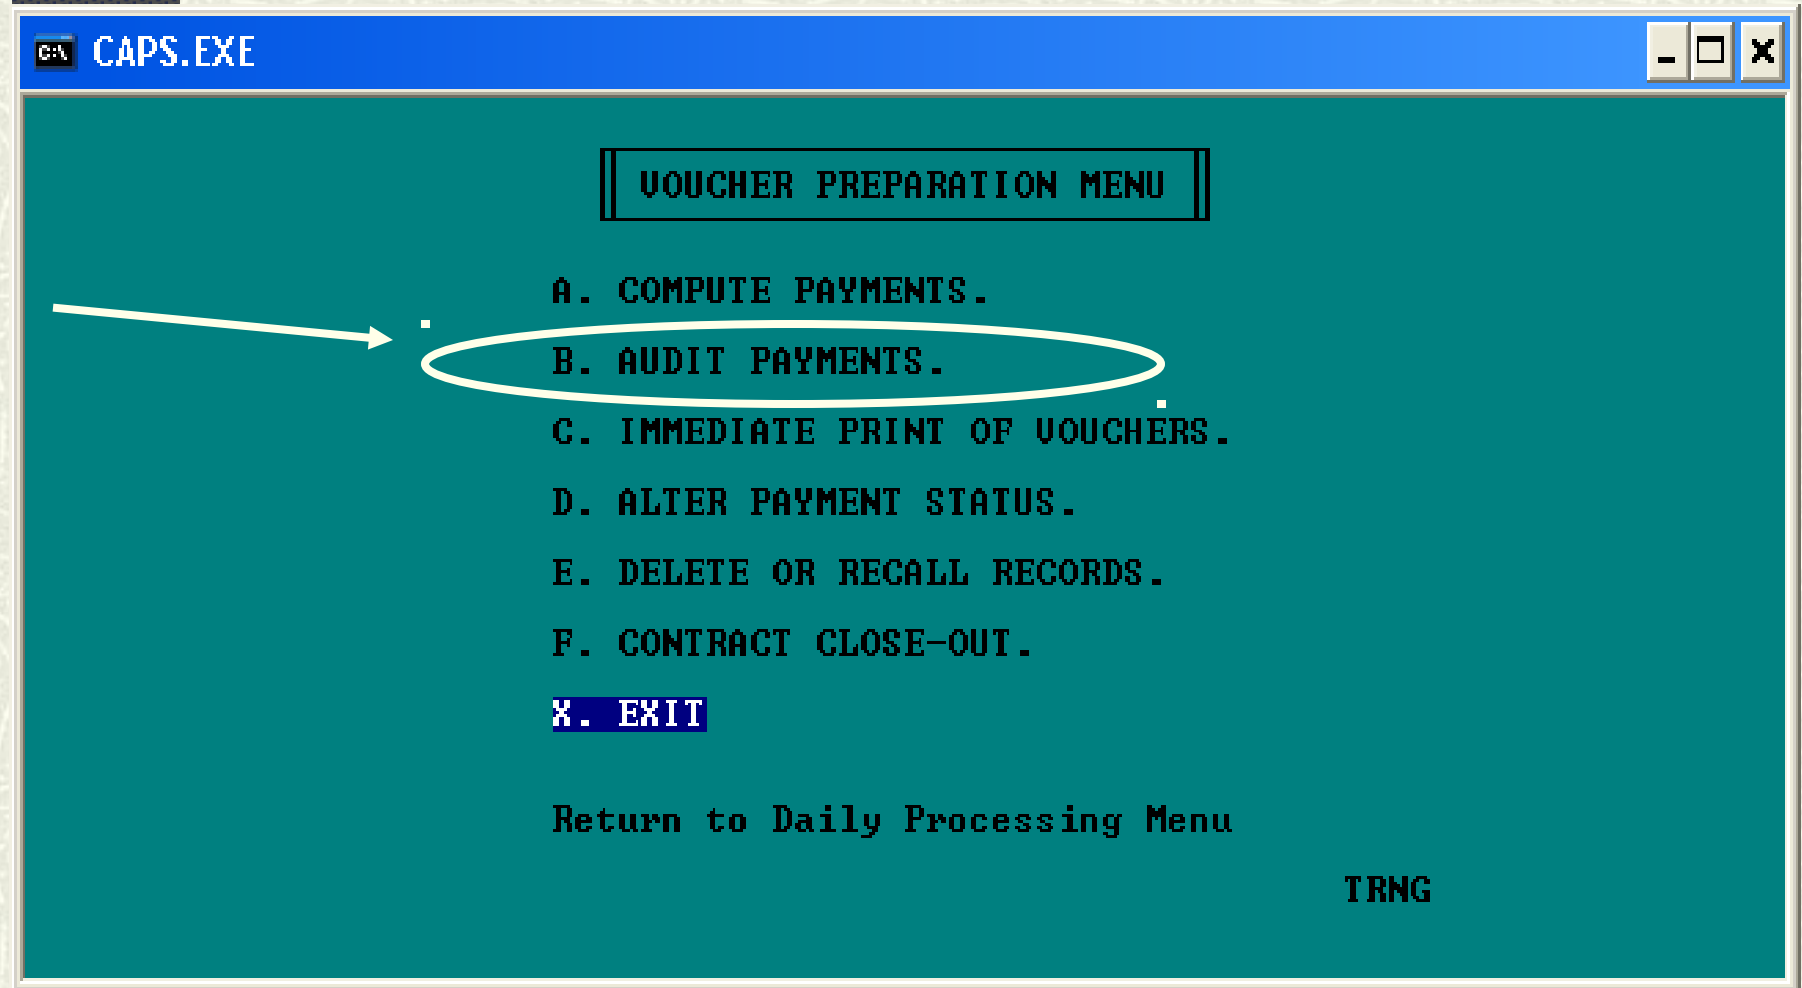 C:\
CAPS.EXE
VOUCHER PREPARATION MENU
A. COMPUTE PAYMENTS.
B. AUDIT PAYMENTS.
C. IMMEDIATE PRINT OF VOUCHERS.
D. ALTER PAYMENT STATUS.
E. DELETE OR RECALL RECORDS.
F. CONTRACT CLOSE-OUT.
X. EXIT
Return to Daily Processing Menu
TRNG